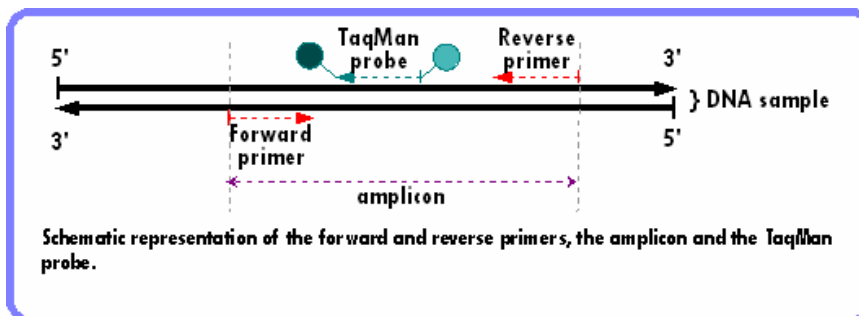 TaqMan
probe
Reverse
primer
5'
3'
} DNA sample
3'
5'
Forward
primer
amplicon
Schematic representation of the forward and reverse primers, the amplicon and the TaqMan
probe.